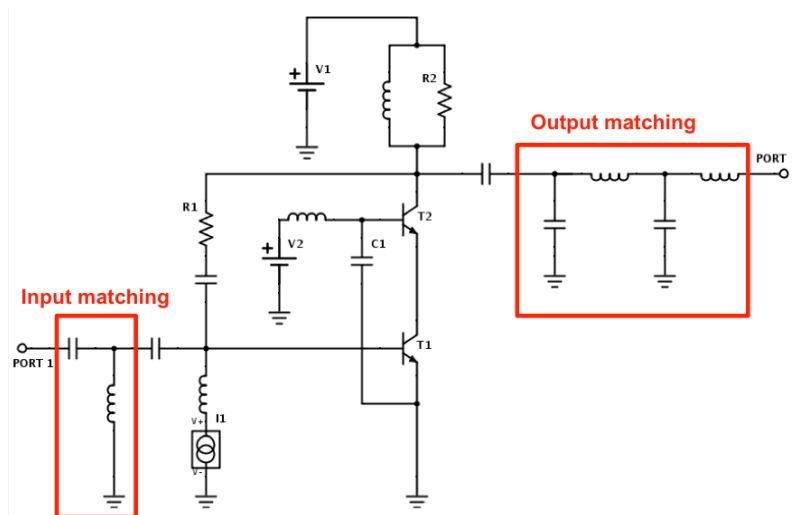 V1
R2
Output matching
PORT
R1
T2
V2
C1
Input matching
PORT 1
T1
I1
V+
V-
+
+